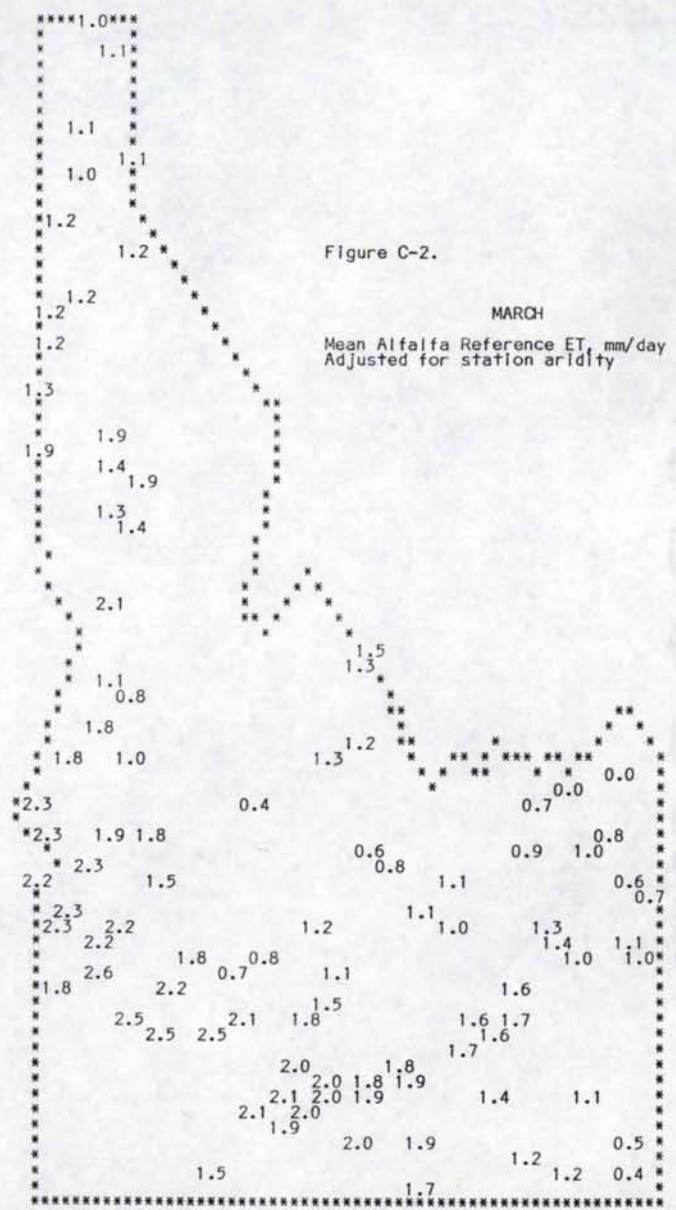 1.0
1.1
1.1
1.1
1.0
1.2
1.2
Figure C-2.
1.2
1.2
MARCH
1.2
Mean Alfalfa Reference ET, mm/day
Adjusted for station aridity
1.3
1.9
1.9
1.4
1.9
1.3
1.4
2.1
1.5
1.3
1.1
0.8
1.8
1.2
1.8 1.0 1.3
0.0
0.0
2.3 0.4 0.7
2.3 1.9 1.8 0.8
0.6 0.9 1.0
2.3 0.8
2.2 1.5 1.1 0.6
0.7
2.3 1.1
2.3 2.2 1.2 1.0 1.3
2.2 1.4 1.1
1.8 0.8 1.0 1.0
2.6 0.7 1.1
1.8 2.2 1.6
1.5
2.5 2.1 1.8 1.6 1.7
2.5 2.5 1.6
1.7
2.0 1.8
2.0 1.8 1.9
2.1 2.0 1.9 1.4 1.1
2.1 2.0
1.9
2.0 1.9 0.5
1.2
1.5 1.2 0.4
1.7